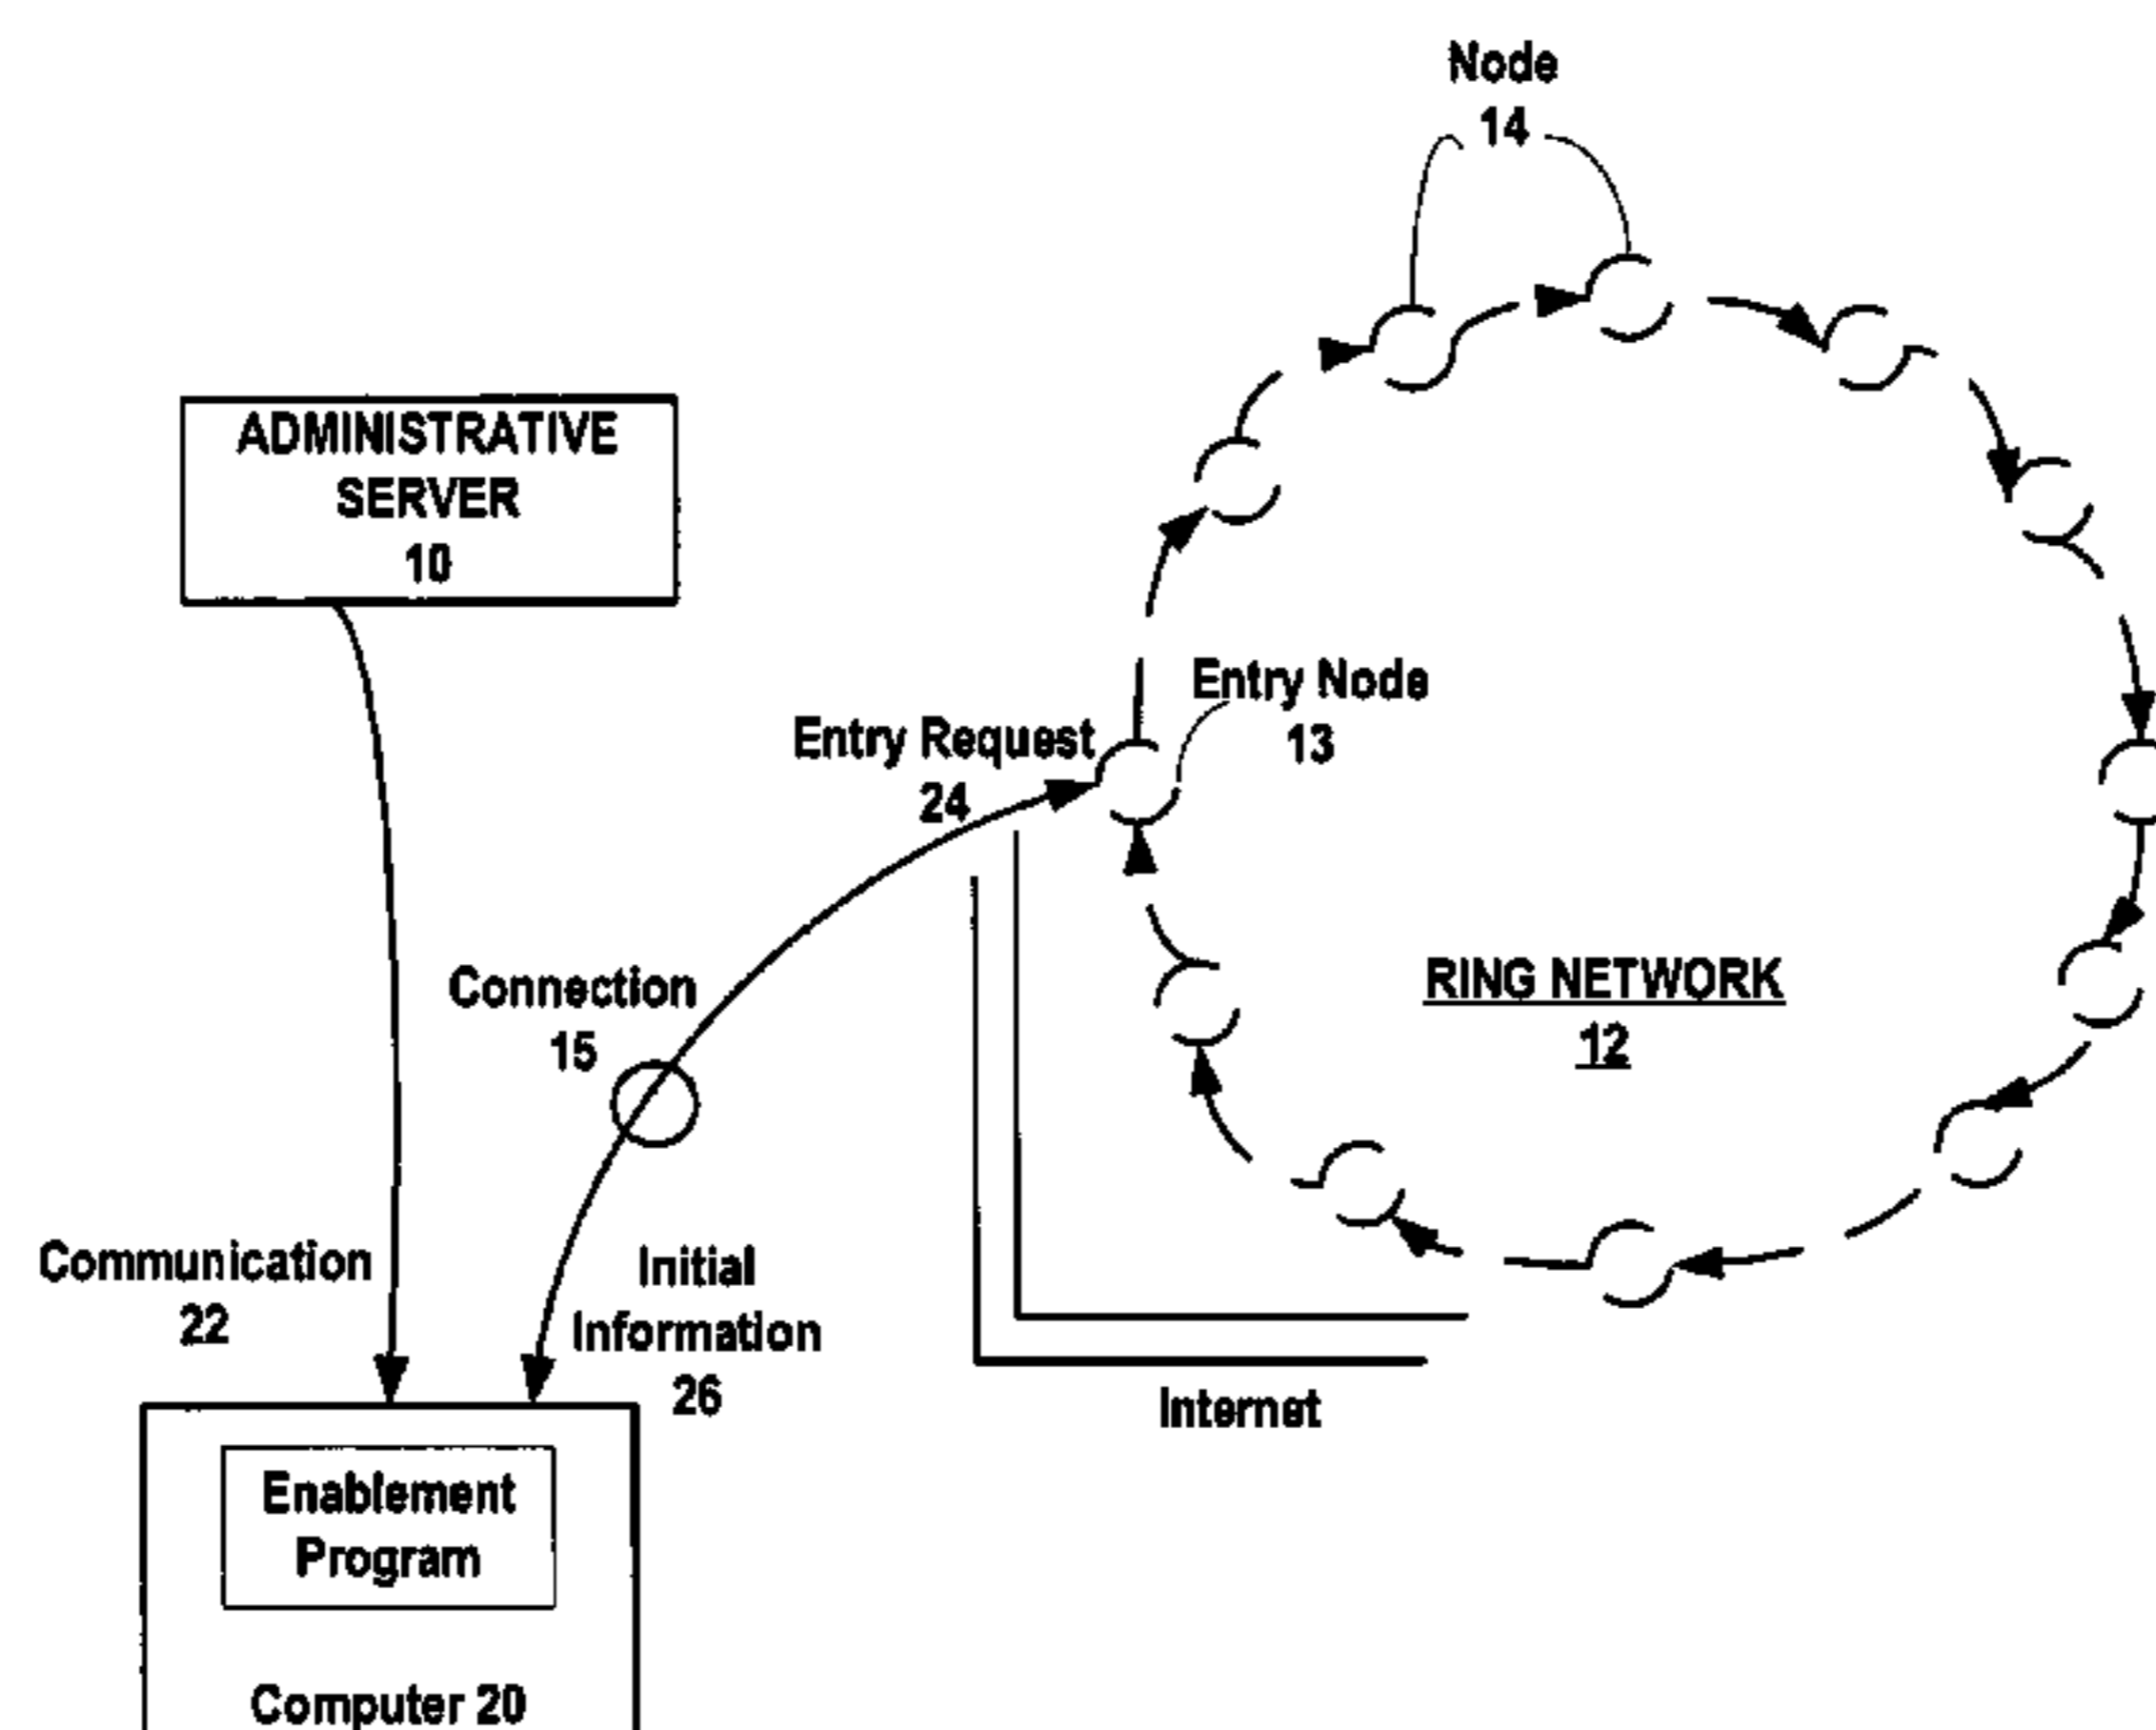 Node
14
ADMINISTRATIVE
SERVER
10
Entry Node
13
Entry Request
24
RING NETWORK
12
Connection
15
Communication
22
Initial
Information
26
Internet
Enablement
Program
Computer 20